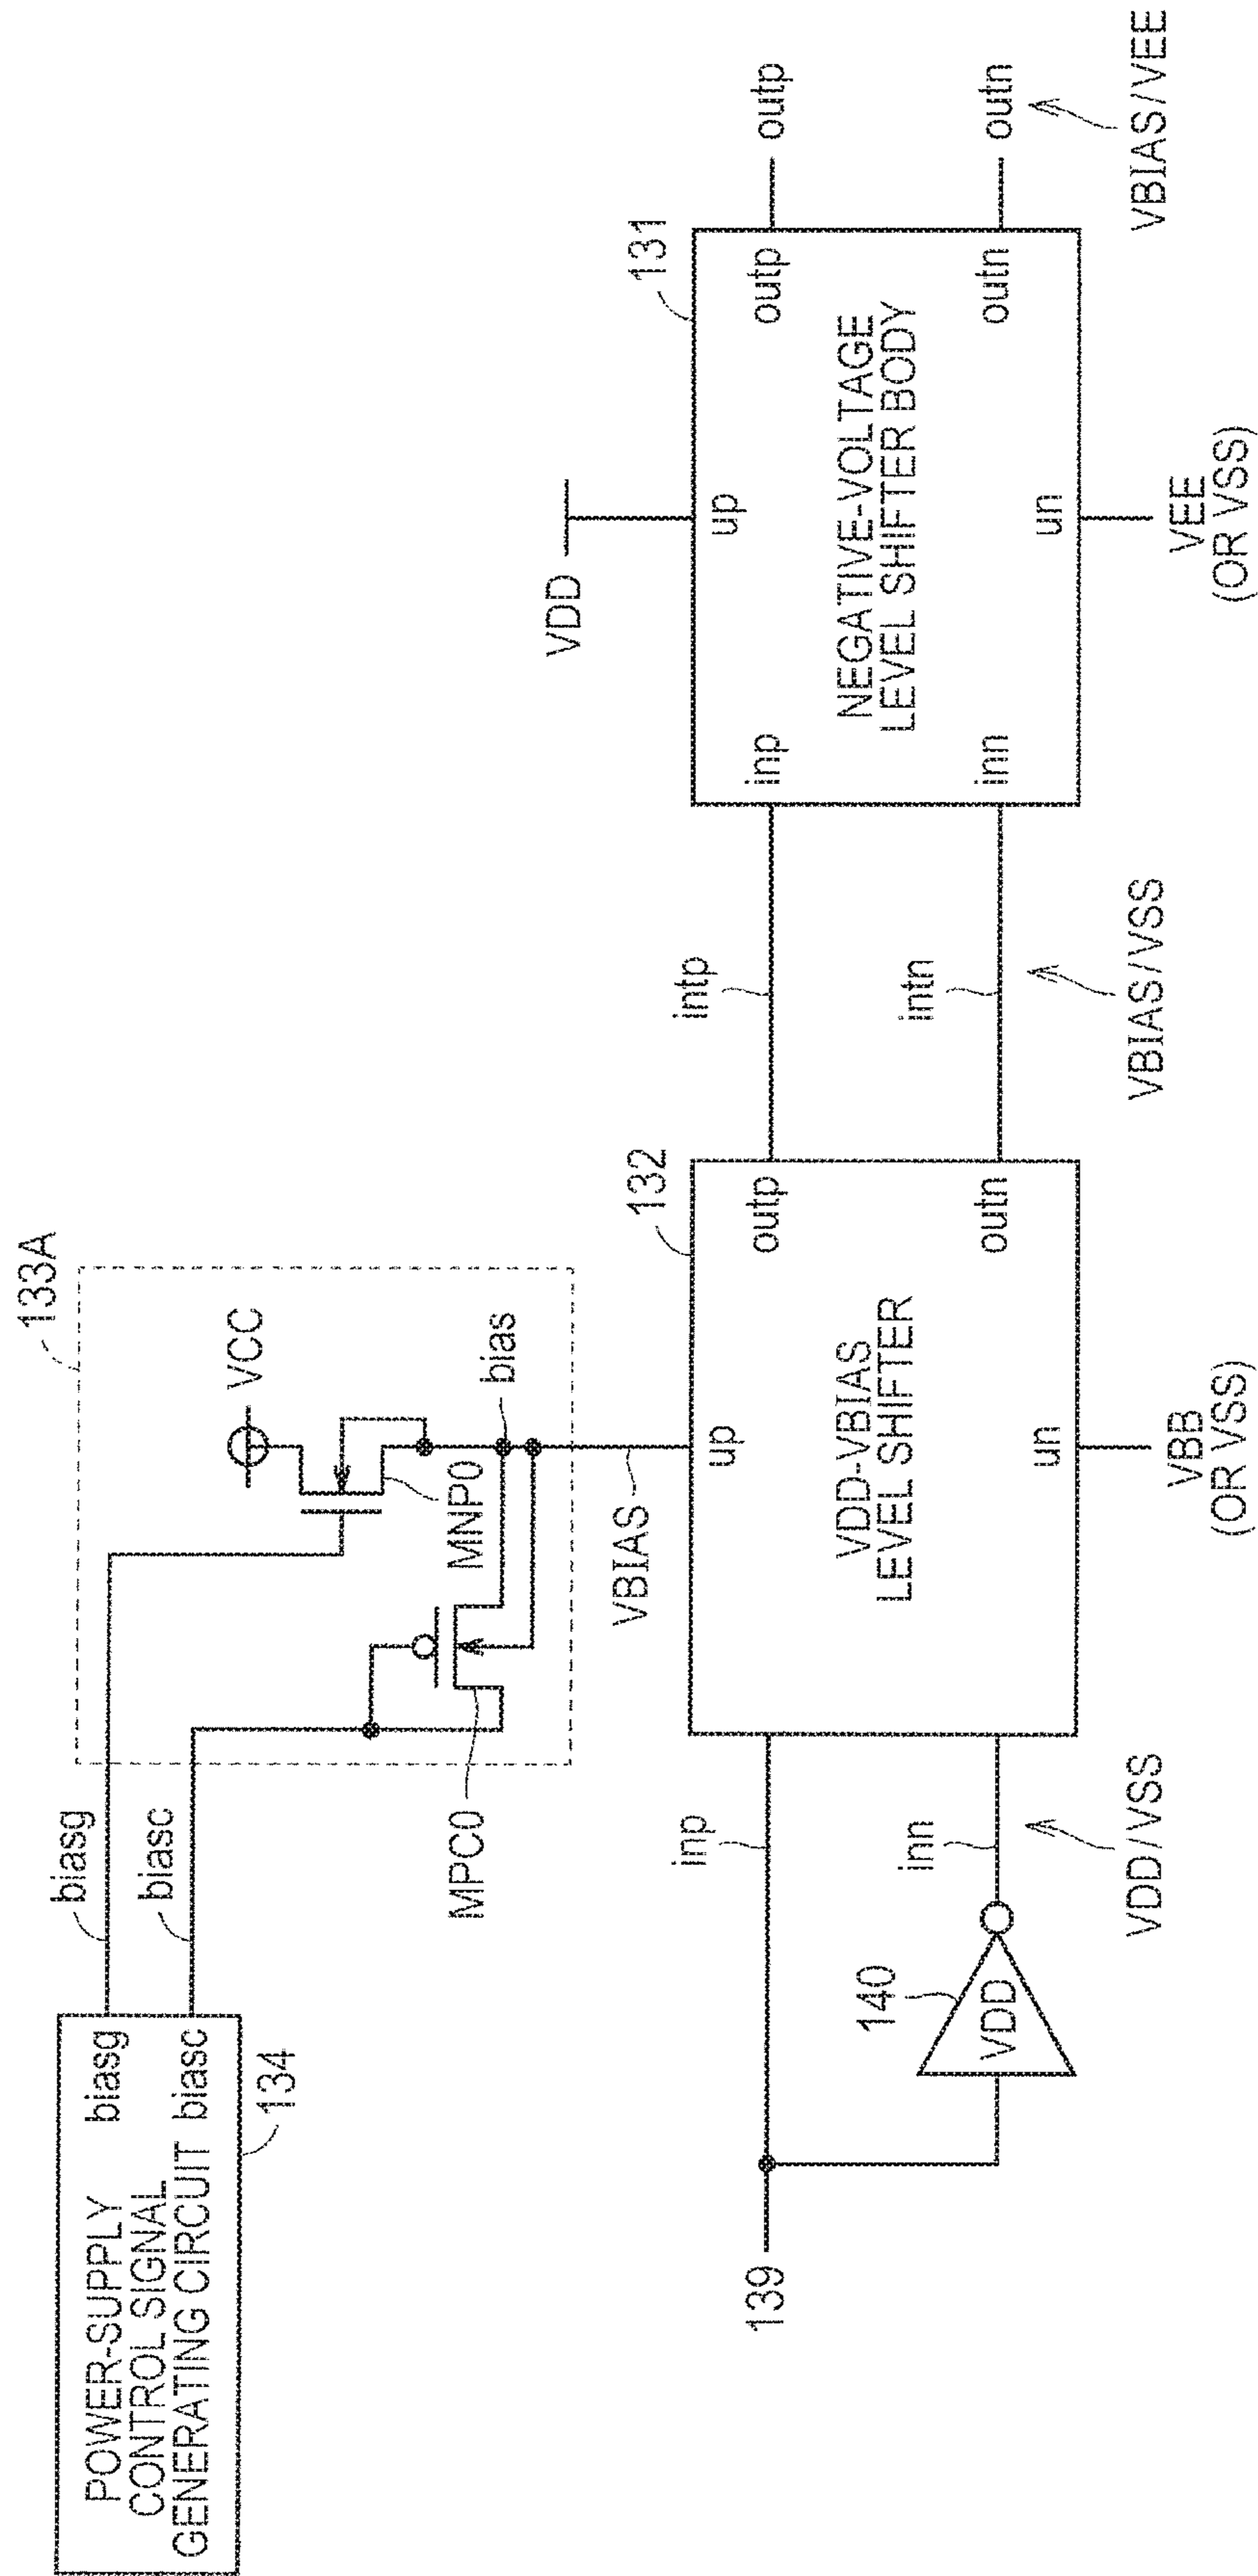 133A
POWER-SUPPLY
CONTROL SIGNAL
GENERATING CIRCUIT
biasg
biasc
134
biasg
biasc
VCC
MNP0
MPC0
bias
VBIAS
VDD
132
131
139
140
VDD
inp
inn
VDD/VSS
up
VDD-VBIAS
LEVEL SHIFTER
outp
outn
un
VBB
(OR VSS)
intp
intn
VBIAS/VSS
up
inp
inn
NEGATIVE-VOLTAGE
LEVEL SHIFTER BODY
outp
outn
un
VEE
(OR VSS)
outp
outn
VBIAS/VEE